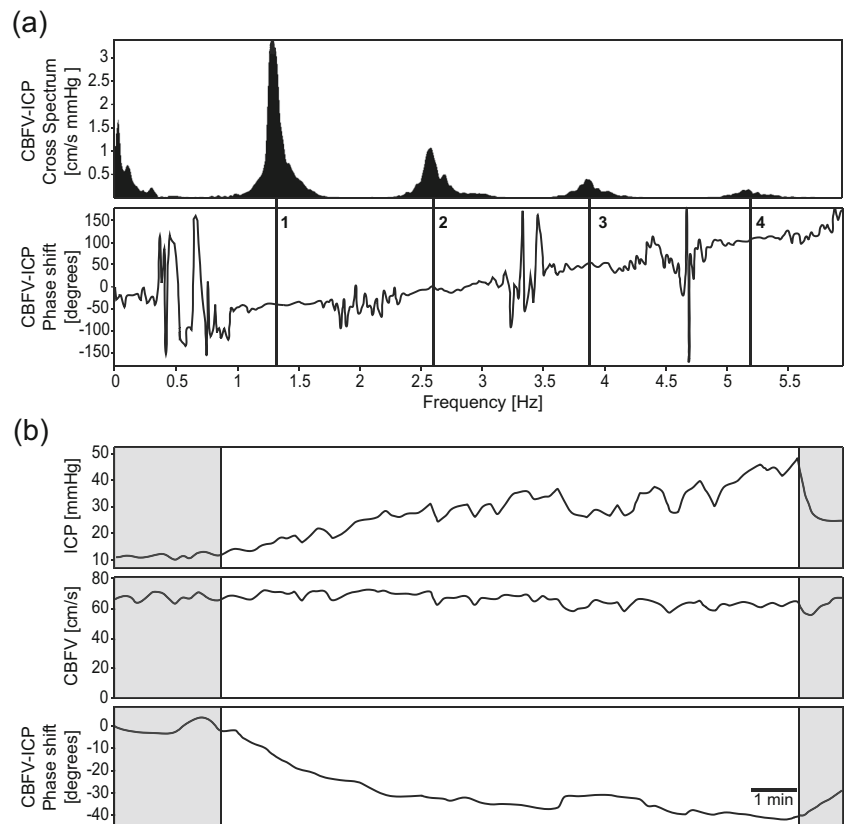 (a)
CBFV-ICP
Cross Spectrum
[cm/s mmHg ]
3
2.5
2
1.5
1
0.5
CBFV-ICP
Phase shift
[degrees]
150
100
50
0
-50
-100
-150
1
2
3
4
0 0.5 1 1.5 2 2.5 3 3.5 4 4.5 5 5.5
Frequency [Hz]
(b)
ICP [mmHg]
50
40
30
20
10
CBFV [cm/s]
80
60
40
20
0
CBFV-ICP
Phase shift
[degrees]
0
-10
-20
-30
-40
1 min